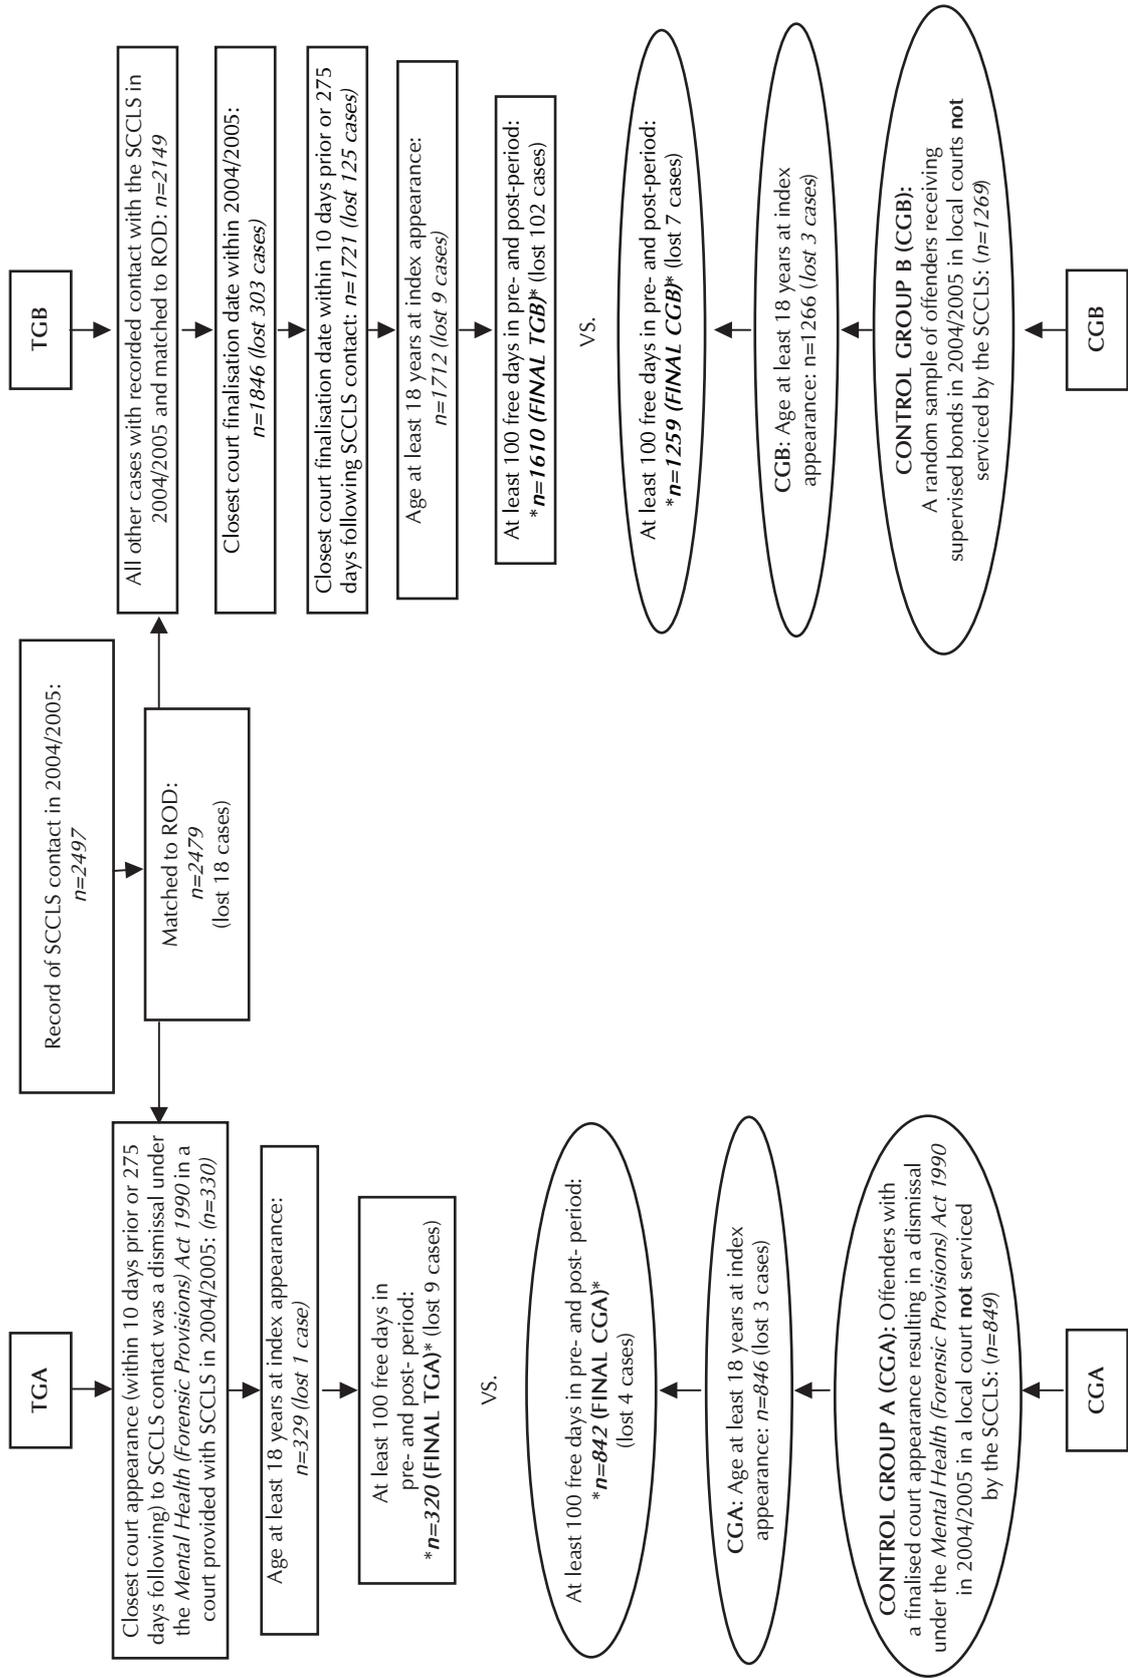 TGA
Closest court appearance (within 10 days prior or 275
days following) to SCCLS contact was a dismissal under
the Mental Health (Forensic Provisions) Act 1990 in a
court provided with SCCLS in 2004/2005: (n=330)
Age at least 18 years at index appearance:
n=329 (lost 1 case)
At least 100 free days in
pre- and post- period:
*n=320 (FINAL TGA)* (lost 9 cases)
VS.
At least 100 free days in pre- and post- period:
*n=842 (FINAL CGA)*
(lost 4 cases)
CGA: Age at least 18 years at index
appearance: n=846 (lost 3 cases)
CONTROL GROUP A (CGA): Offenders with
a finalised court appearance resulting in a dismissal
under the Mental Health (Forensic Provisions) Act 1990
in 2004/2005 in a local court not serviced
by the SCCLS: (n=849)
CGA
Record of SCCLS contact in 2004/2005:
n=2497
Matched to ROD:
n=2479
(lost 18 cases)
TGB
All other cases with recorded contact with the SCCLS in
2004/2005 and matched to ROD: n=2149
Closest court finalisation date within 2004/2005:
n=1846 (lost 303 cases)
Closest court finalisation date within 10 days prior or 275
days following SCCLS contact: n=1721 (lost 125 cases)
Age at least 18 years at index appearance:
n=1712 (lost 9 cases)
At least 100 free days in pre- and post-period:
*n=1610 (FINAL TGB)* (lost 102 cases)
VS.
At least 100 free days in pre- and post-period:
*n=1259 (FINAL CGB)* (lost 7 cases)
CGB: Age at least 18 years at index
appearance: n=1266 (lost 3 cases)
CONTROL GROUP B (CGB):
A random sample of offenders receiving
supervised bonds in 2004/2005 in local courts not
serviced by the SCCLS: (n=1269)
CGB